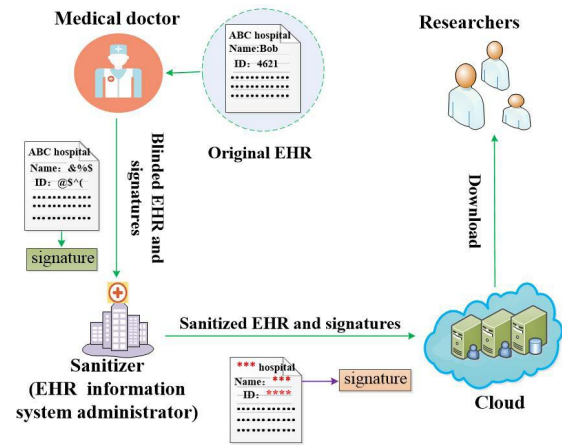 Medical doctor
ABC hospital
Name:Bob
ID: 4621
Original EHR
Researchers
ABC hospital
Name: &%$
ID: @$^(
signature
Blinded EHR and
signatures
Download
Sanitizer
(EHR information
system administrator)
Sanitized EHR and signatures
*** hospital
Name: ***
ID: ****
signature
Cloud